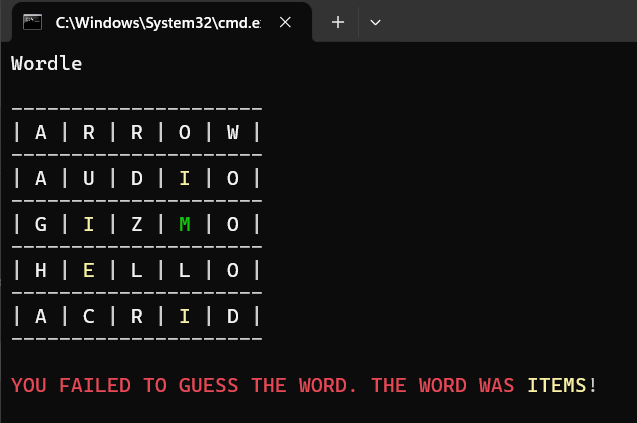 C:\Windows\System32\cmd.e
Wordle
--------------------
| A | R | R | O | W |
--------------------
| A | U | D | I | O |
--------------------
| G | I | Z | M | O |
--------------------
| H | E | L | L | O |
--------------------
| A | C | R | I | D |
--------------------
YOU FAILED TO GUESS THE WORD. THE WORD WAS ITEMS!